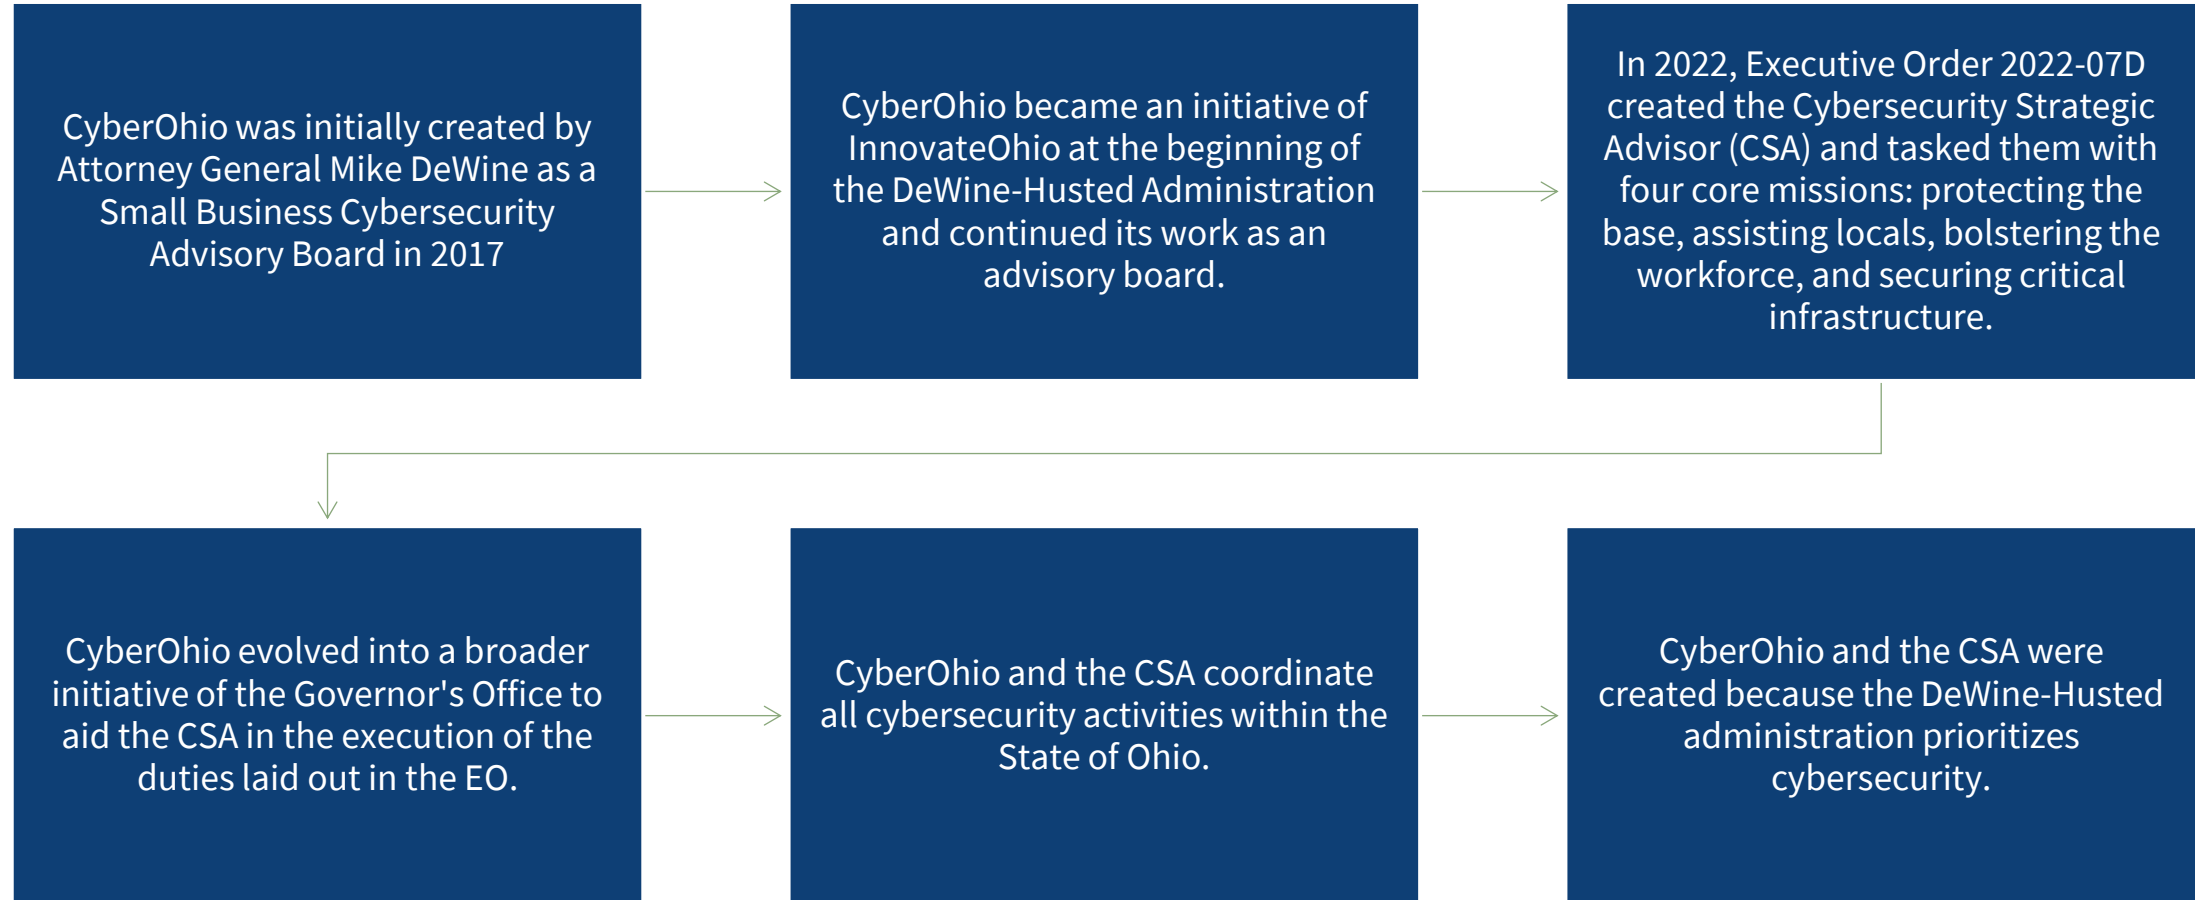 CyberOhio was initially created by
Attorney General Mike DeWine as a
Small Business Cybersecurity
Advisory Board in 2017
CyberOhio became an initiative of
InnovateOhio at the beginning of
the DeWine-Husted Administration
and continued its work as an
advisory board.
In 2022, Executive Order 2022-07D
created the Cybersecurity Strategic
Advisor (CSA) and tasked them with
four core missions: protecting the
base, assisting locals, bolstering the
workforce, and securing critical
infrastructure.
CyberOhio evolved into a broader
initiative of the Governor's Office to
aid the CSA in the execution of the
duties laid out in the EO.
CyberOhio and the CSA coordinate
all cybersecurity activities within the
State of Ohio.
CyberOhio and the CSA were
created because the DeWine-Husted
administration prioritizes
cybersecurity.